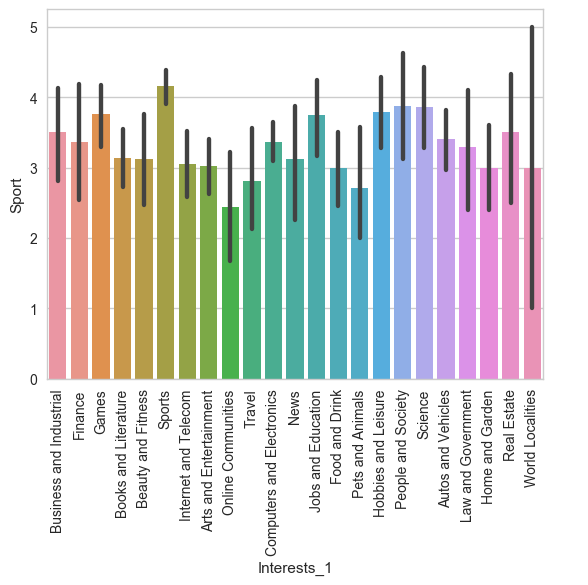 5
4
3
2
1
0
Sport
Business and Industrial
Finance
Games
Books and Literature
Beauty and Fitness
Sports
Internet and Telecom
Arts and Entertainment
Online Communities
Travel
Computers and Electronics
News
Jobs and Education
Food and Drink
Pets and Animals
Hobbies and Leisure
People and Society
Science
Autos and Vehicles
Law and Government
Home and Garden
Real Estate
World Localities
Interests_1